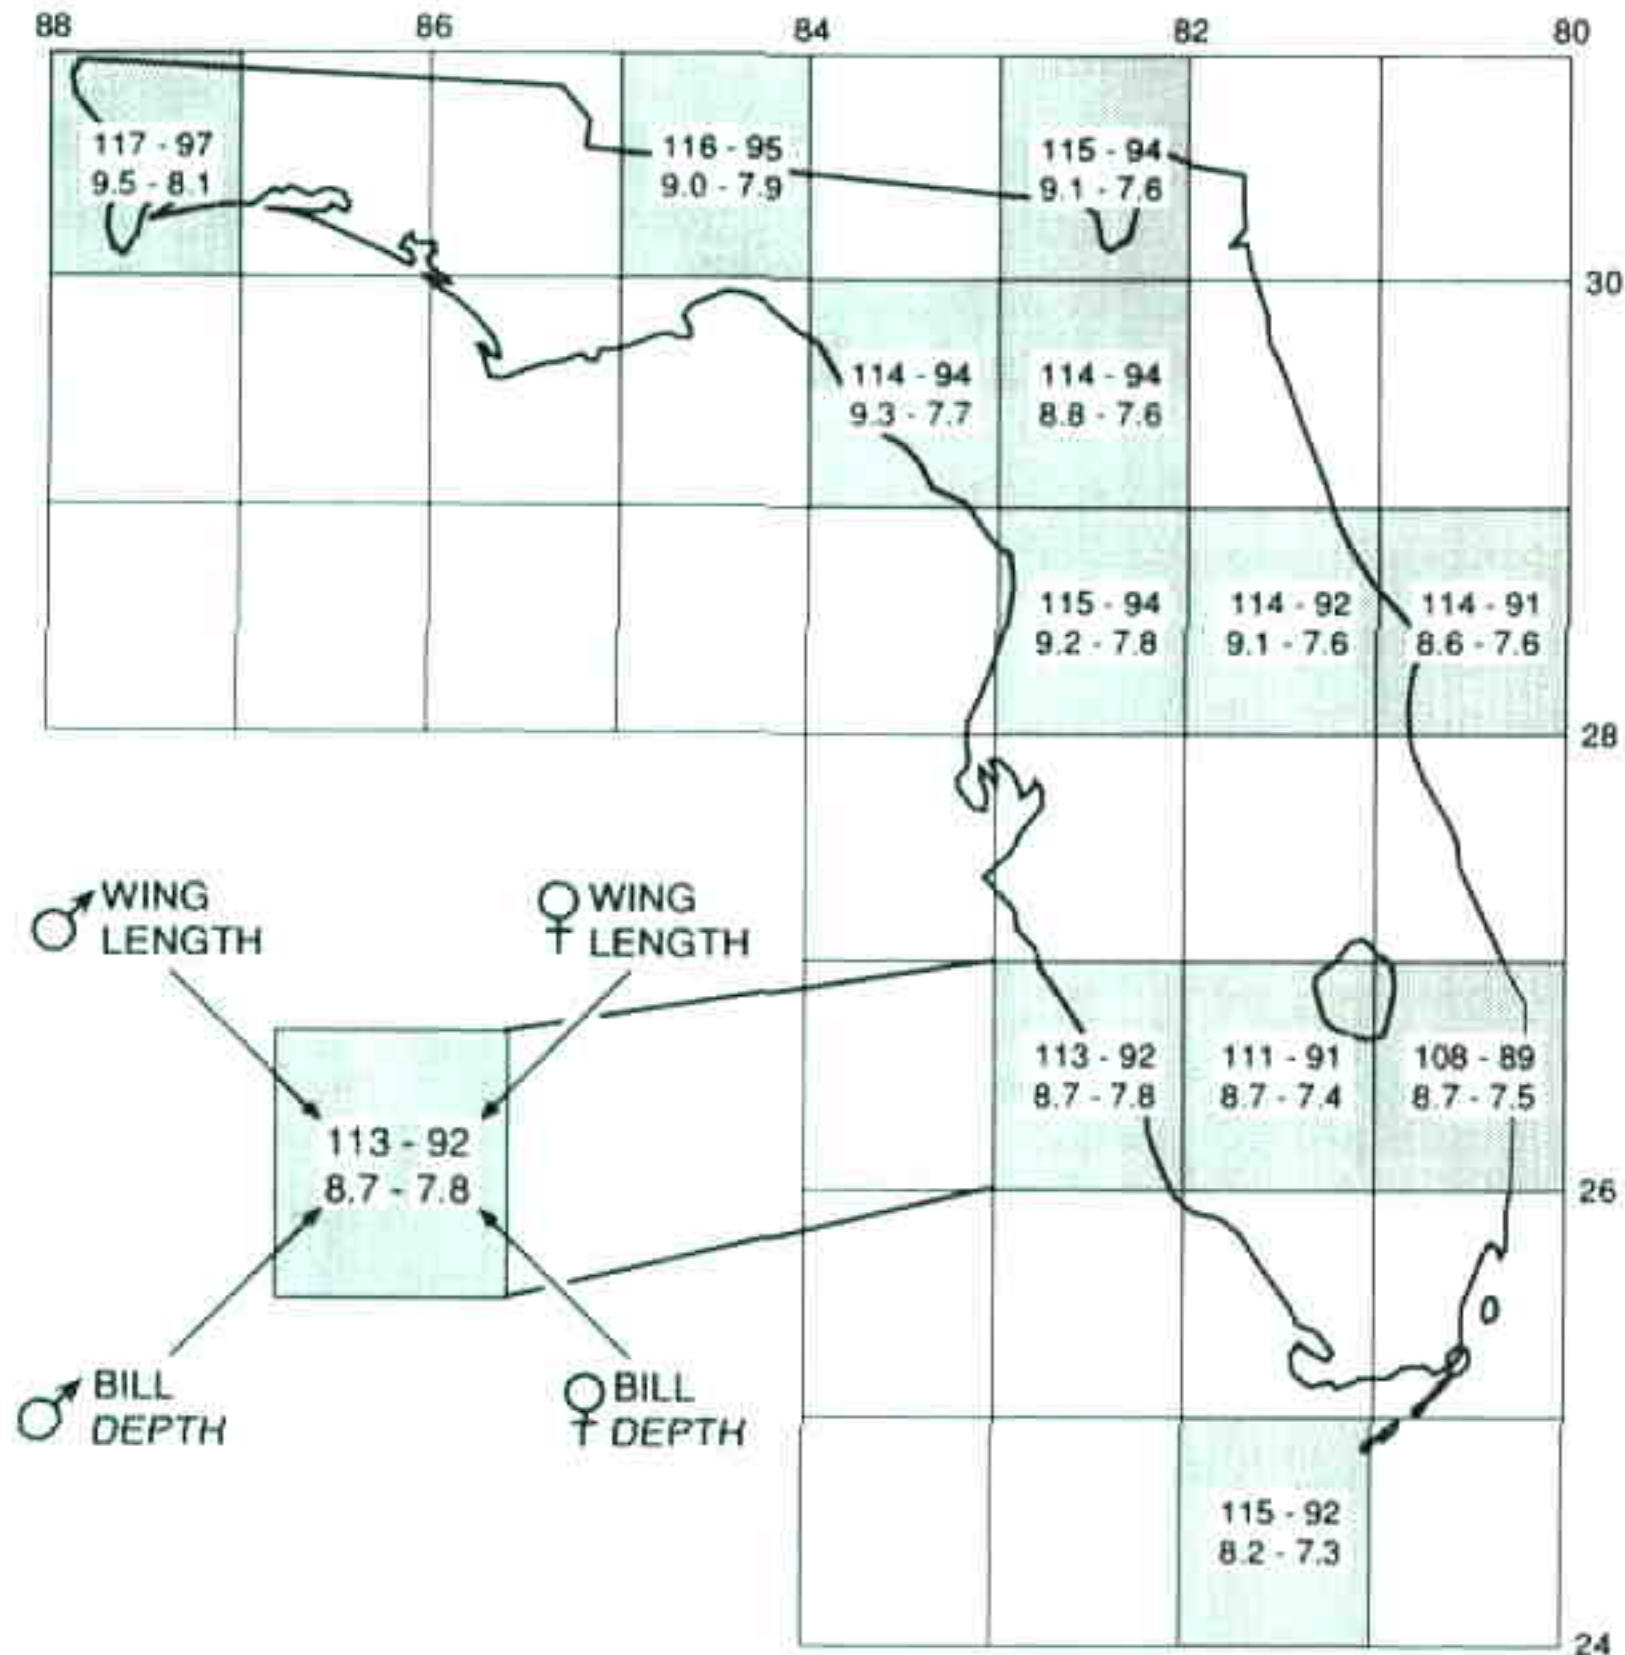 88 86 84 82 80
117 - 97
9.5 - 8.1
116 - 95
9.0 - 7.9
115 - 94
9.1 - 7.6
30
114 - 94
9.3 - 7.7
114 - 94
8.8 - 7.6
115 - 94
9.2 - 7.8
114 - 92
9.1 - 7.6
114 - 91
8.6 - 7.6
28
♂ WING
LENGTH
♀ WING
LENGTH
113 - 92
8.7 - 7.8
♂ BILL
DEPTH
♀ BILL
DEPTH
113 - 92
8.7 - 7.8
111 - 91
8.7 - 7.4
108 - 89
8.7 - 7.5
26
115 - 92
8.2 - 7.3
24